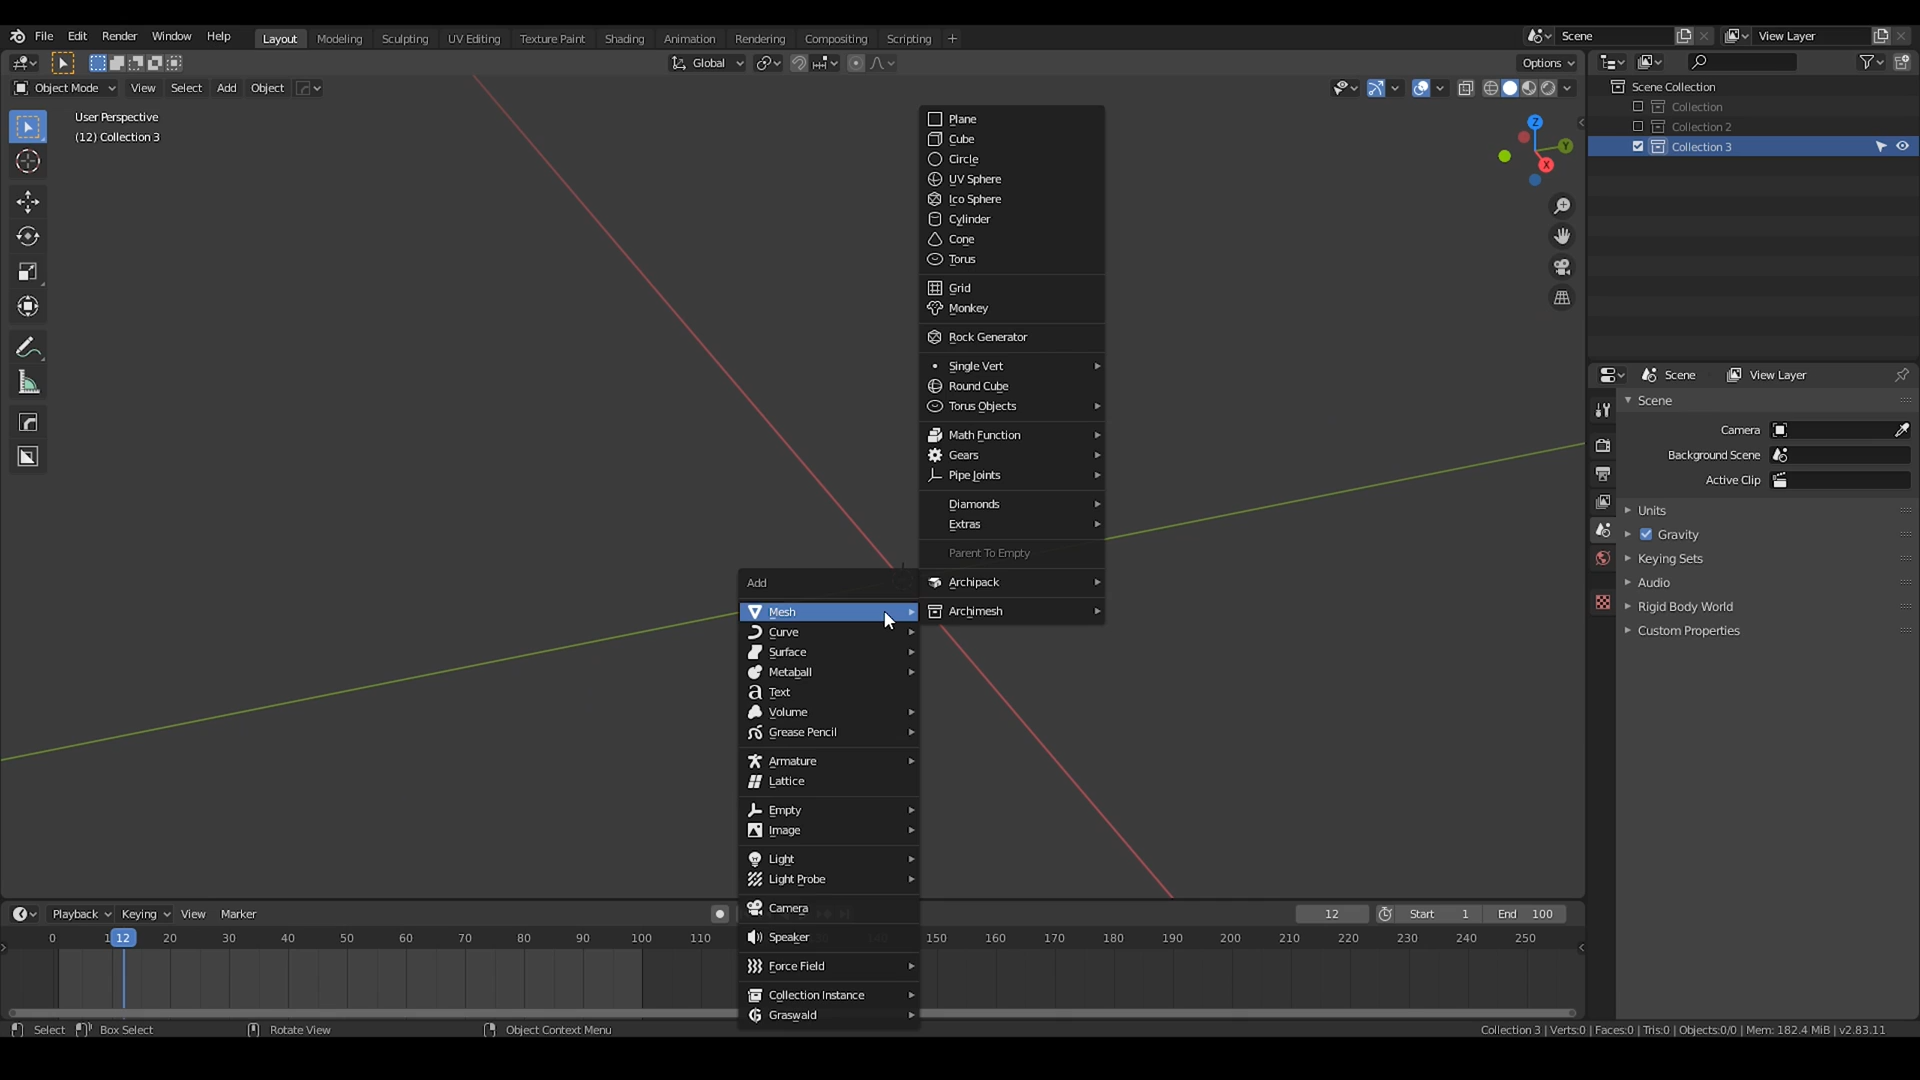 File Edit Render Window Help Layout Modeling Sculpting UV Editing Texture Paint Shading Animation Rendering Compositing Scripting + Scene View Layer
Global Options
Object Mode View Select Add Object
User Perspective
(12) Collection 3
Z
Y
X
Plane
Cube
Circle
UV Sphere
Ico Sphere
Cylinder
Cone
Torus
Grid
Monkey
Rock Generator
Single Vert
Round Cube
Torus Objects
Math Function
Gears
Pipe Joints
Diamonds
Extras
Parent To Empty
Archipack
Archimesh
Add
Mesh
Curve
Surface
Metaball
Text
Volume
Grease Pencil
Armature
Lattice
Empty
Image
Light
Light Probe
Camera
Speaker
Force Field
Collection Instance
Graswald
Scene Collection
Collection
Collection 2
Collection 3
Scene View Layer
Scene
Camera
Background Scene
Active Clip
Units
Gravity
Keying Sets
Audio
Rigid Body World
Custom Properties
Playback Keying View Marker 12 Start 1 End 100
0 12 20 30 40 50 60 70 80 90 100 110 150 160 170 180 190 200 210 220 230 240 250
Select Box Select Rotate View Object Context Menu Collection 3 | Verts:0 | Faces:0 | Tris:0 | Objects:0/0 | Mem: 182.4 MiB | v2.83.11